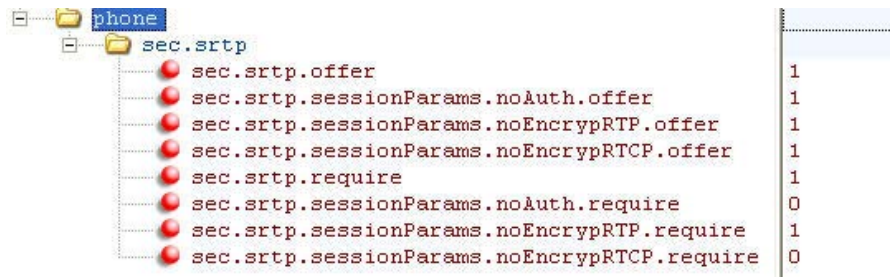 phone
sec.srtp
sec.srtp.offer 1
sec.srtp.sessionParams.noAuth.offer 1
sec.srtp.sessionParams.noEncrypRTP.offer 1
sec.srtp.sessionParams.noEncrypRTCP.offer 1
sec.srtp.require 1
sec.srtp.sessionParams.noAuth.require 0
sec.srtp.sessionParams.noEncrypRTP.require 1
sec.srtp.sessionParams.noEncrypRTCP.require 0